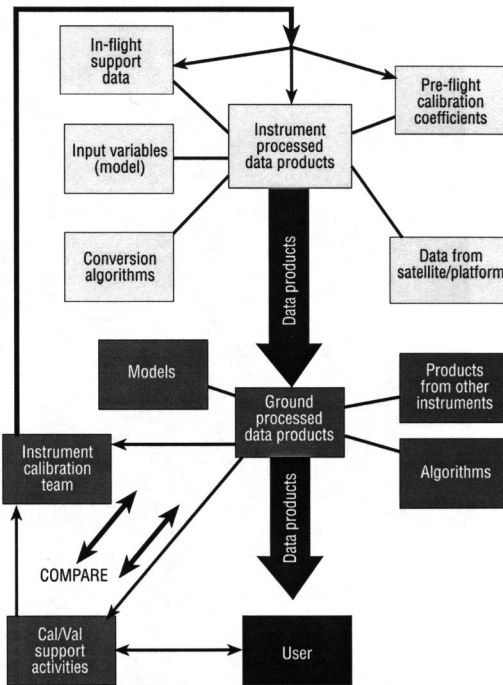 In-flight
support
data
Pre-flight
calibration
coefficients
Instrument
processed
data products
Input variables
(model)
Conversion
algorithms
Data from
satellite/platform
Data products
Models
Products
from other
instruments
Ground
processed
data products
Instrument
calibration
team
Algorithms
Data products
COMPARE
Cal/Val
support
activities
User